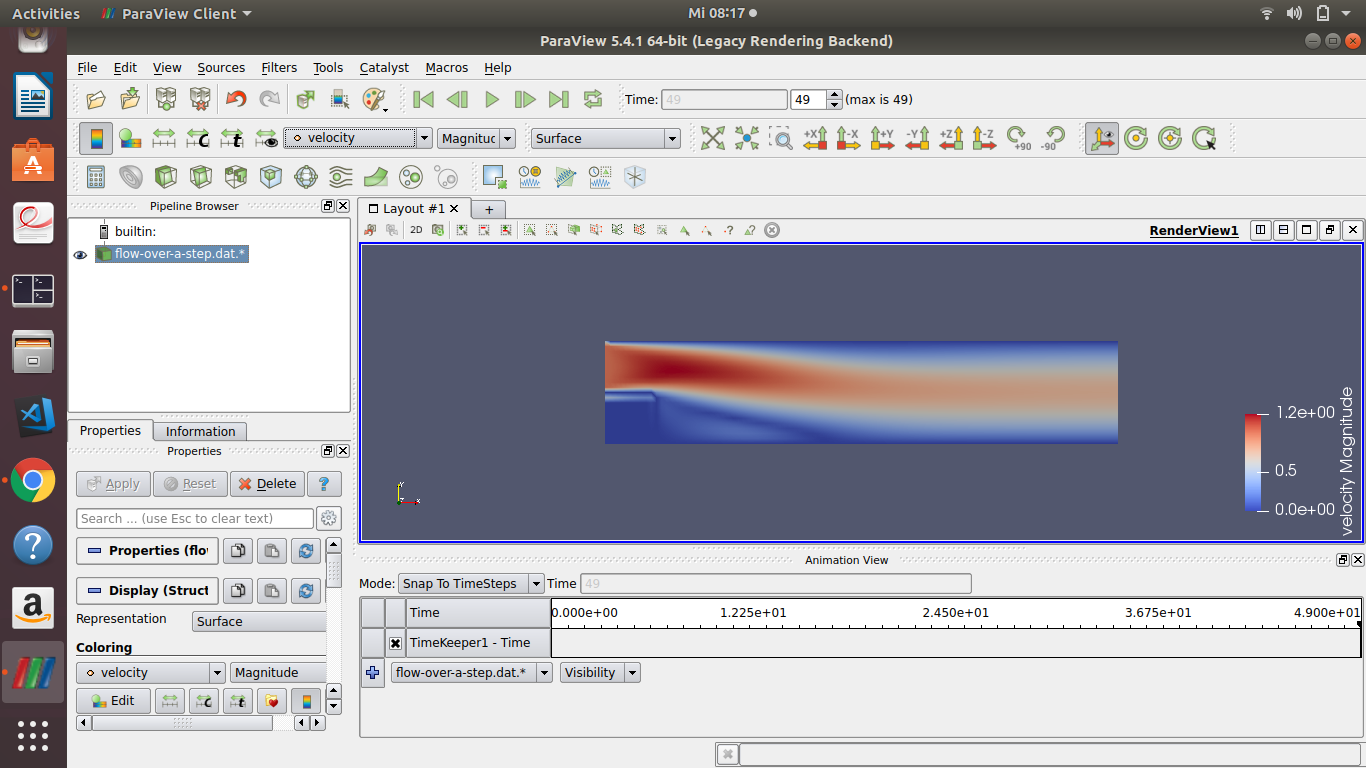 Activities ParaView Client Mi 08:17
ParaView 5.4.1 64-bit (Legacy Rendering Backend)
File Edit View Sources Filters Tools Catalyst Macros Help
Time: 49 49 (max is 49)
velocity Magnituc Surface +X -X +Y -Y +Z -Z +90 -90
Pipeline Browser
Layout #1
builtin:
flow-over-a-step.dat.*
2D RenderView1
Properties Information
Properties
Apply Reset Delete ?
Search ... (use Esc to clear text)
Properties (flo
Display (Struct
Representation Surface
Coloring
velocity Magnitude
Edit
1.2e+00
0.5
0.0e+00
velocity Magnitude
Y
Z X
Animation View
Mode: Snap To TimeSteps Time 49
Time 0.000e+00 1.225e+01 2.450e+01 3.675e+01 4.900e+01
TimeKeeper1 - Time
flow-over-a-step.dat.* Visibility